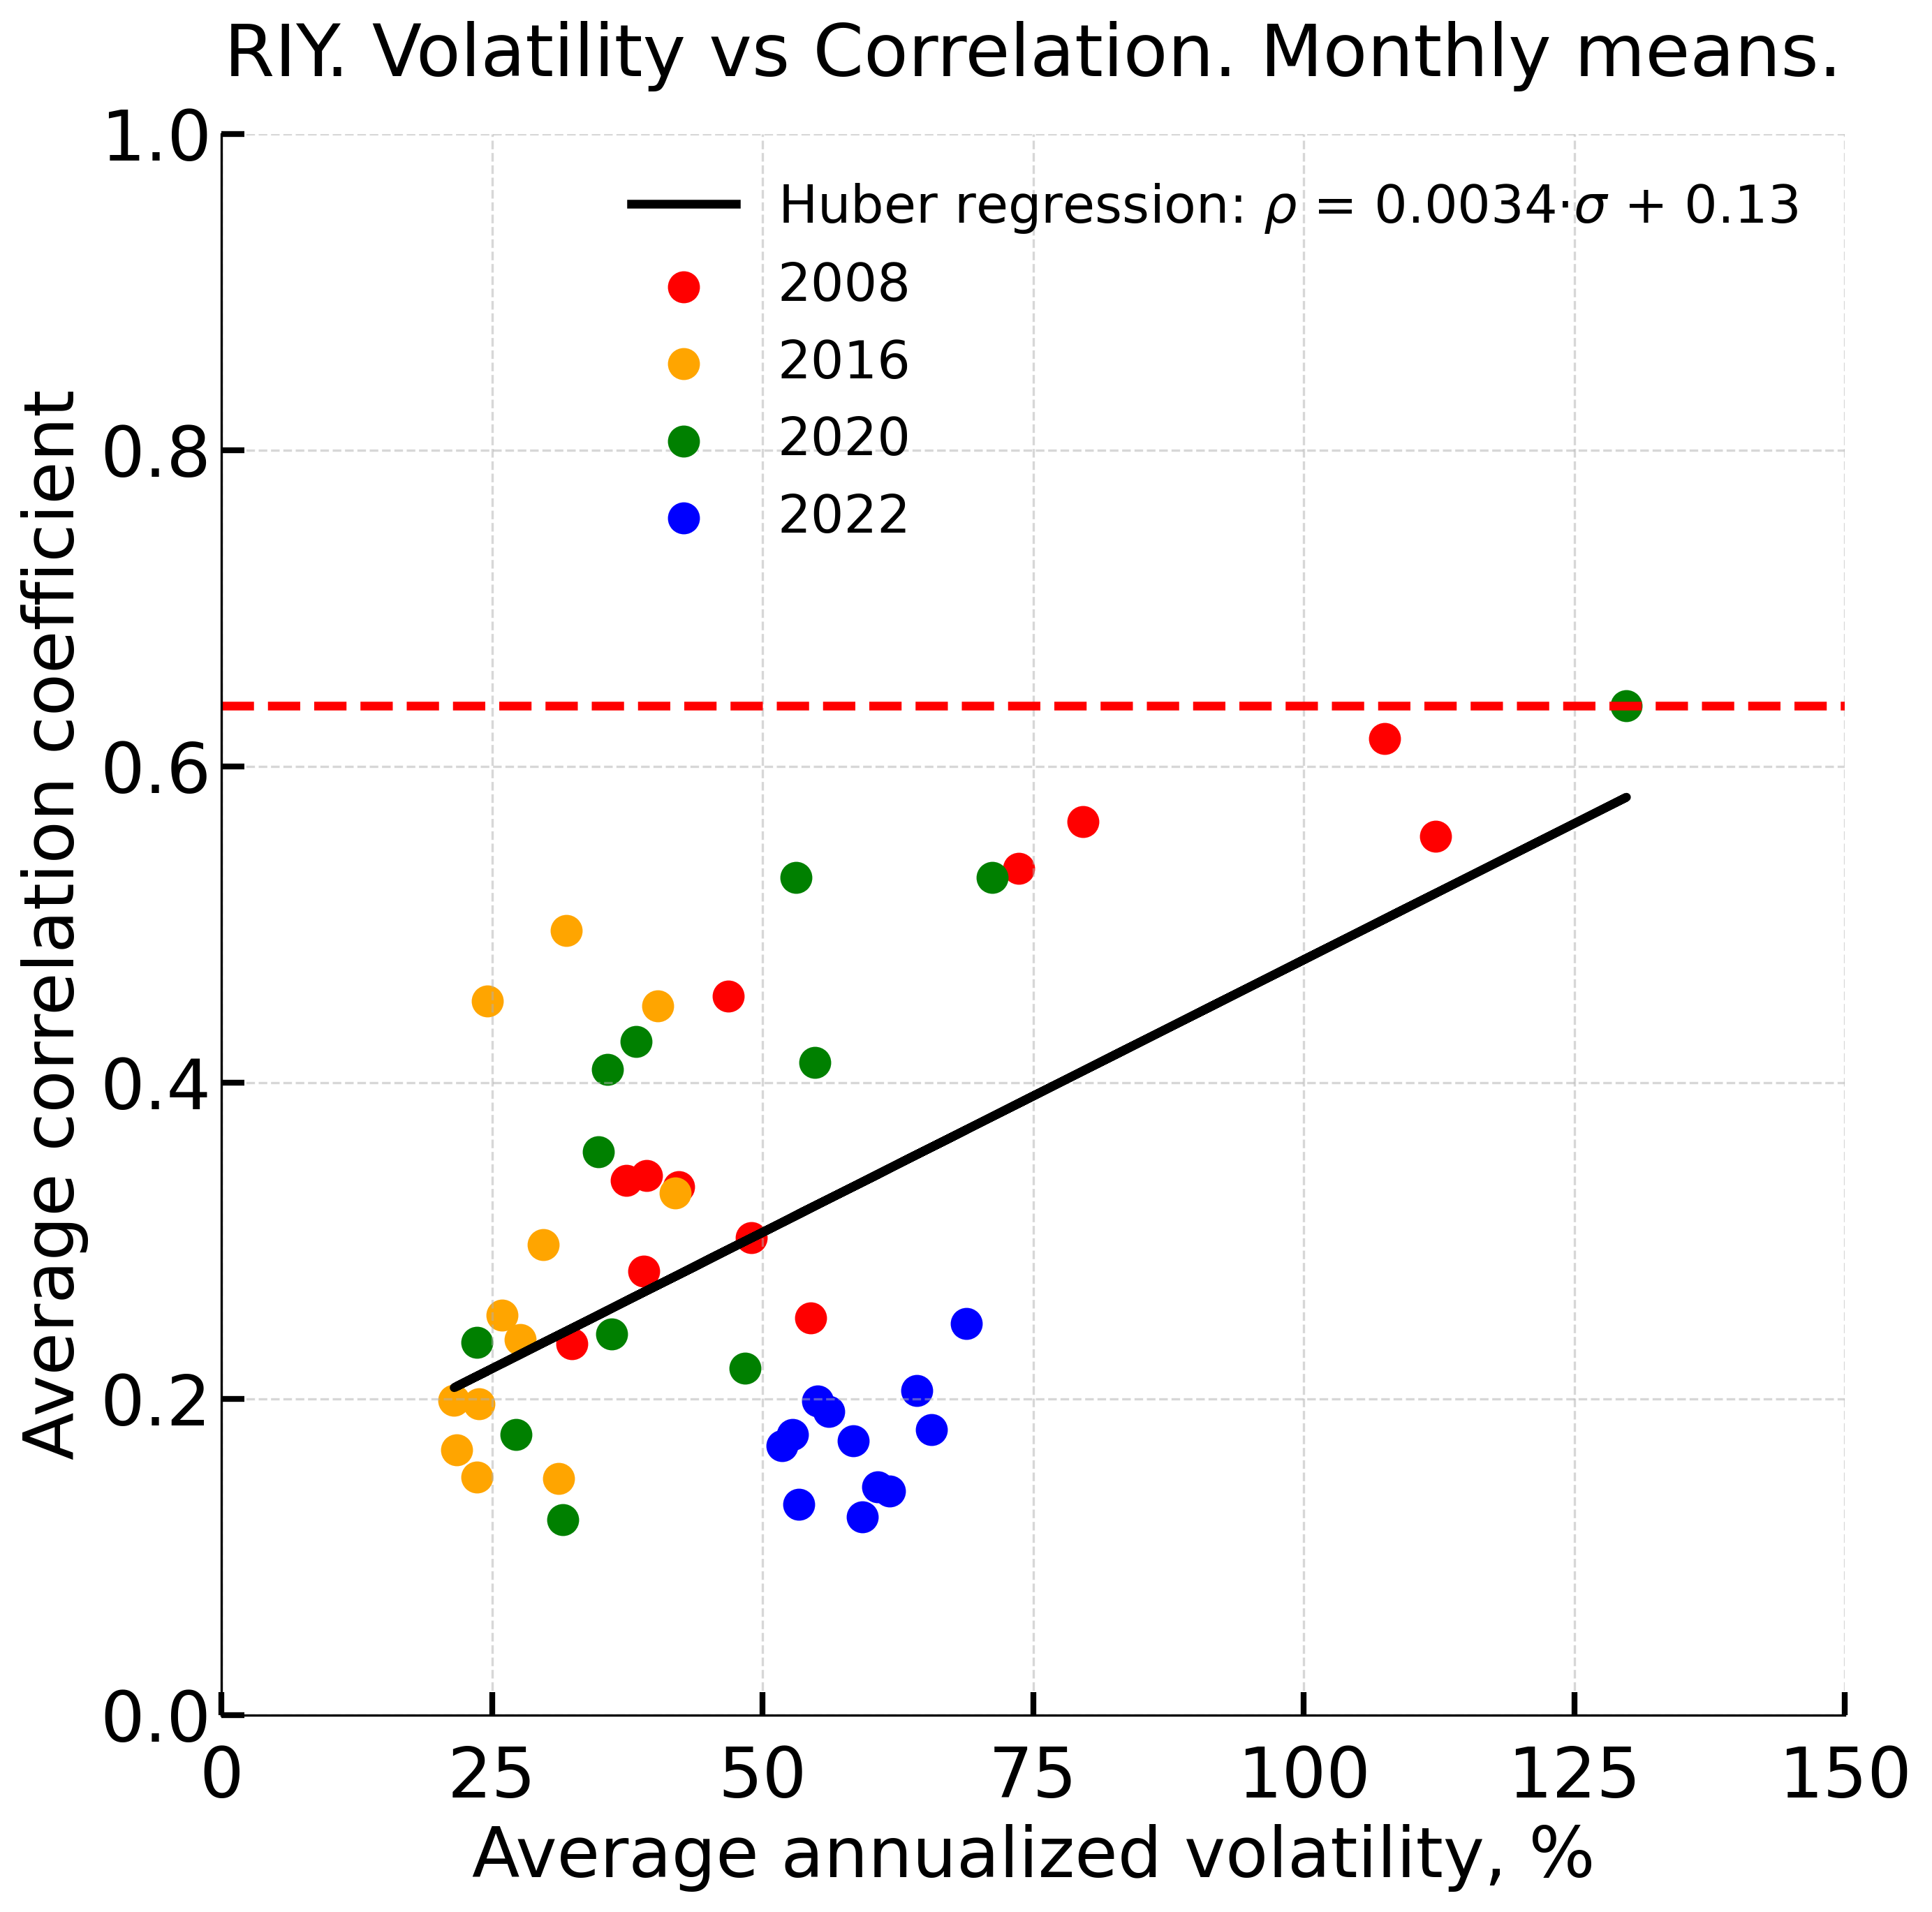 RIY. Volatility vs Correlation. Monthly means.
1.0
0.8
0.6
0.4
0.2
0.0
Average correlation coefficient
Huber regression: ρ = 0.0034·σ + 0.13
2008
2016
2020
2022
0 25 50 75 100 125 150
Average annualized volatility, %